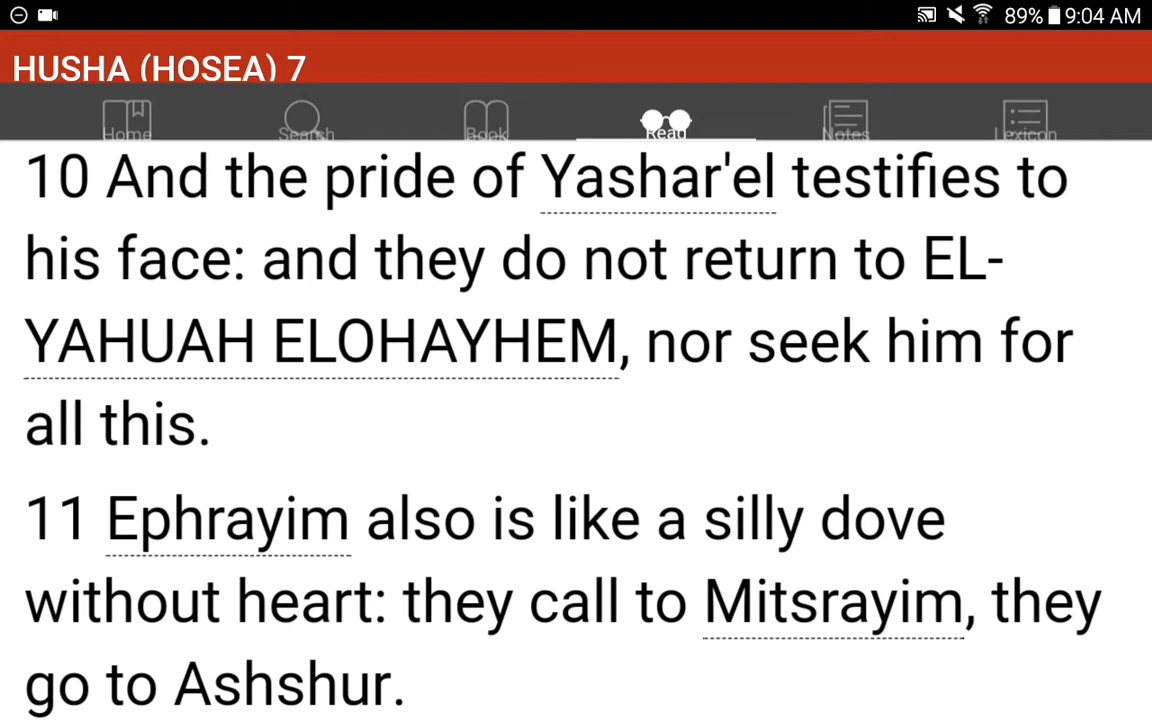 89% 9:04 AM
HUSHA (HOSEA) 7
Home Search Book Read Notes Lexicon
10 And the pride of Yashar'el testifies to
his face: and they do not return to EL-
YAHUAH ELOHAYHEM, nor seek him for
all this.
11 Ephrayim also is like a silly dove
without heart: they call to Mitsrayim, they
go to Ashshur.